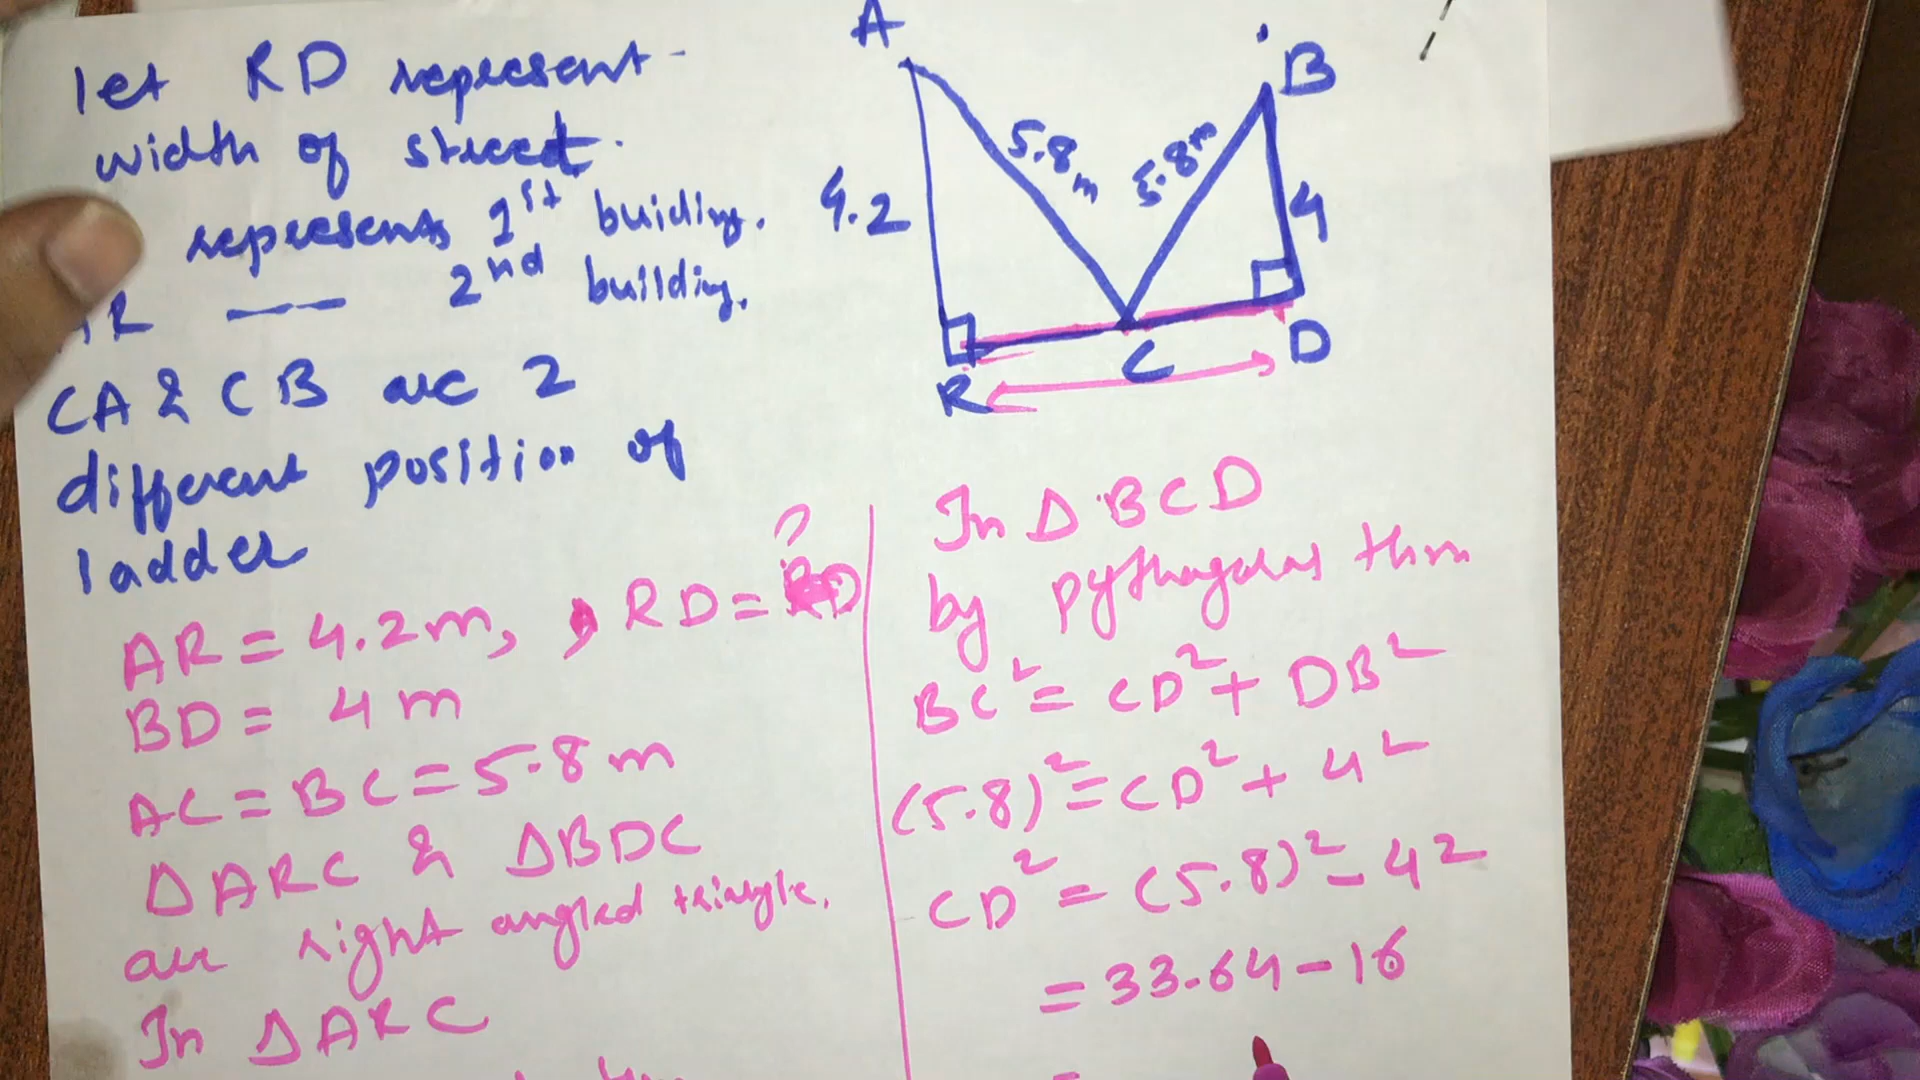 let RD represent
width of street.
represents 1st building.
2nd building.
CA & CB are 2
different position of
ladder
AR = 4.2m, RD = ?
BD = 4m
AC = BC = 5.8m
ΔARC & ΔBDC
are right angled triangle.
In ΔARC
A
B
5.8m
5.8m
4.2
4
R
C
D
In ΔBCD
by pythagoras thm
BC² = CD² + DB²
(5.8)² = CD² + 4²
CD² = (5.8)² - 4²
= 33.64 - 16
=